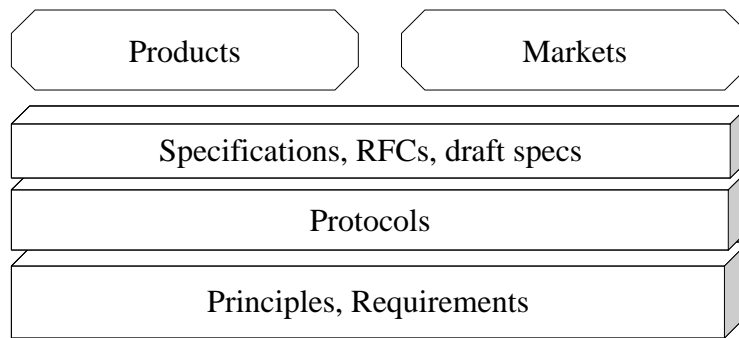 Products
Markets
Specifications, RFCs, draft specs
Protocols
Principles, Requirements